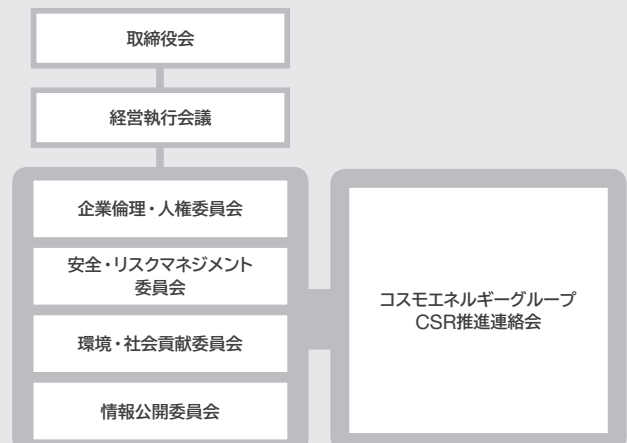 取締役会
経営執行会議
企業倫理・人権委員会
安全・リスクマネジメント
委員会
環境・社会貢献委員会
情報公開委員会
コスモエネルギーグループ
CSR推進連絡会